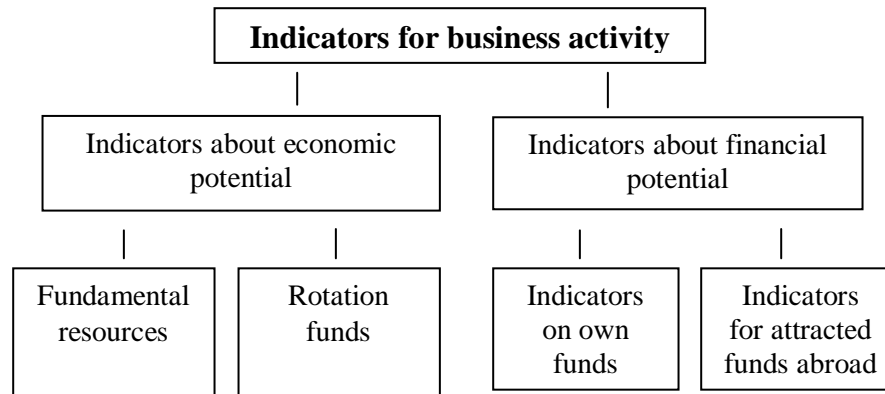 Indicators for business activity
Indicators about economic
potential
Indicators about financial
potential
Fundamental
resources
Rotation
funds
Indicators
on own
funds
Indicators
for attracted
funds abroad